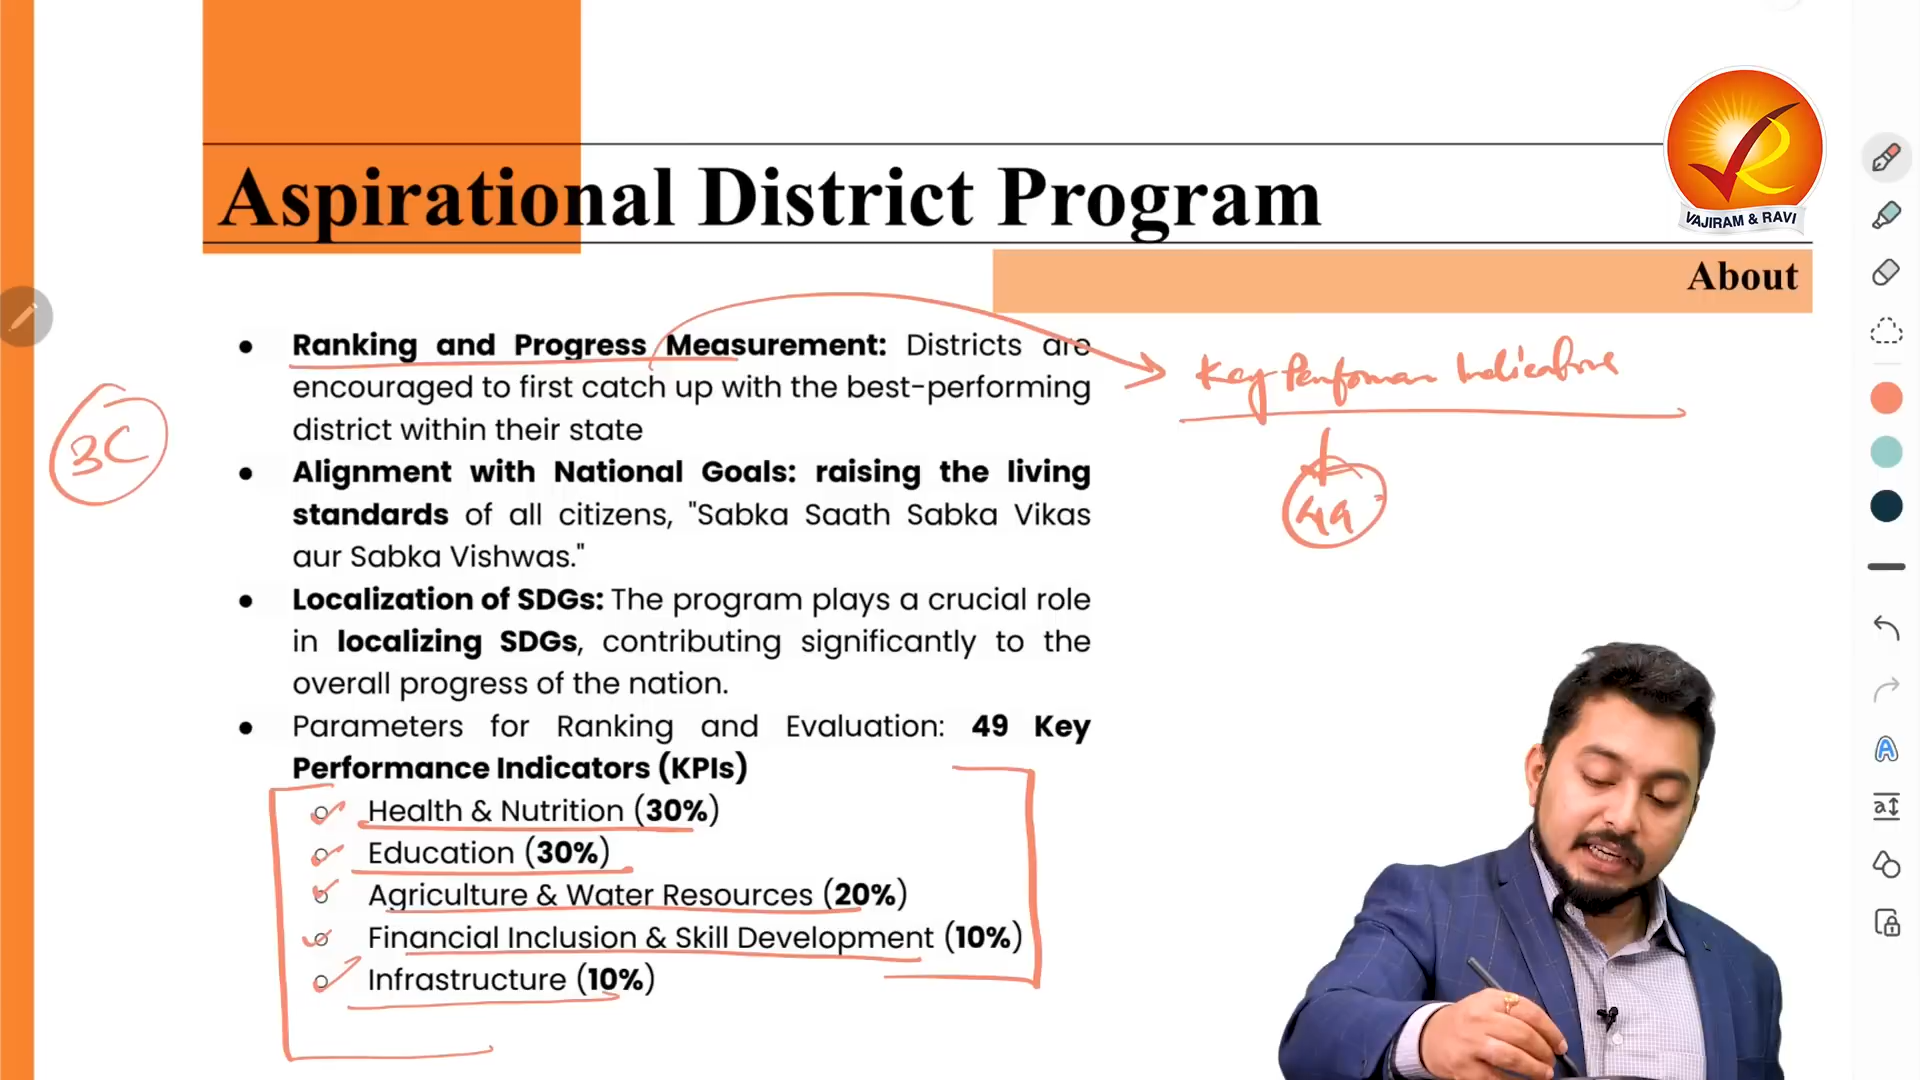 VAJIRAM & RAVI
Aspirational District Program
About
● Ranking and Progress Measurement: Districts are
encouraged to first catch up with the best-performing
district within their state
● Alignment with National Goals: raising the living
standards of all citizens, "Sabka Saath Sabka Vikas
aur Sabka Vishwas."
● Localization of SDGs: The program plays a crucial role
in localizing SDGs, contributing significantly to the
overall progress of the nation.
● Parameters for Ranking and Evaluation: 49 Key
Performance Indicators (KPIs)
○ Health & Nutrition (30%)
○ Education (30%)
○ Agriculture & Water Resources (20%)
○ Financial Inclusion & Skill Development (10%)
○ Infrastructure (10%)
3C
Key Performan Indicators
49